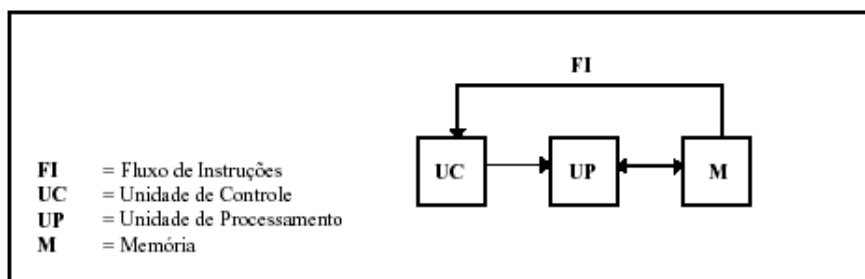 FI
UC UP M
FI = Fluxo de Instruções
UC = Unidade de Controle
UP = Unidade de Processamento
M = Memória